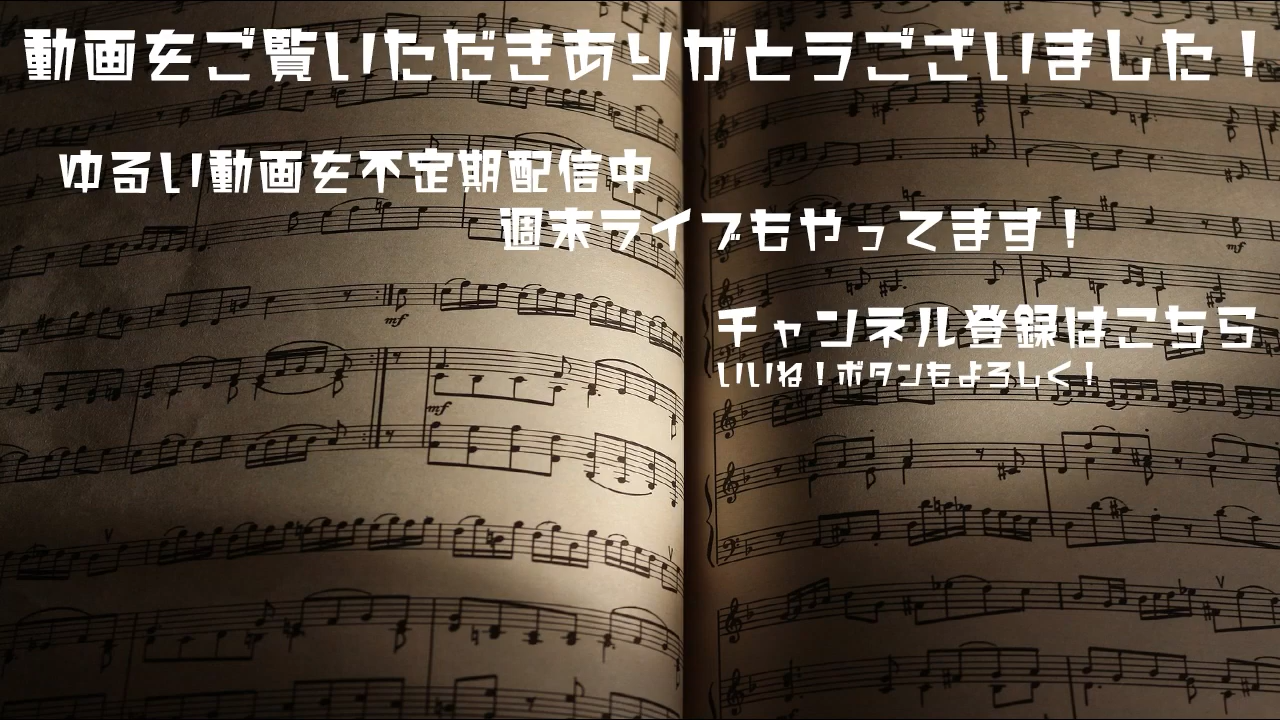 動画をご覧いただきありがとうございました！
ゆるい動画を不定期配信中
週末ライブもやってます！
チャンネル登録はこちら
いいね！ボタンもよろしく！
mf
mf
mf